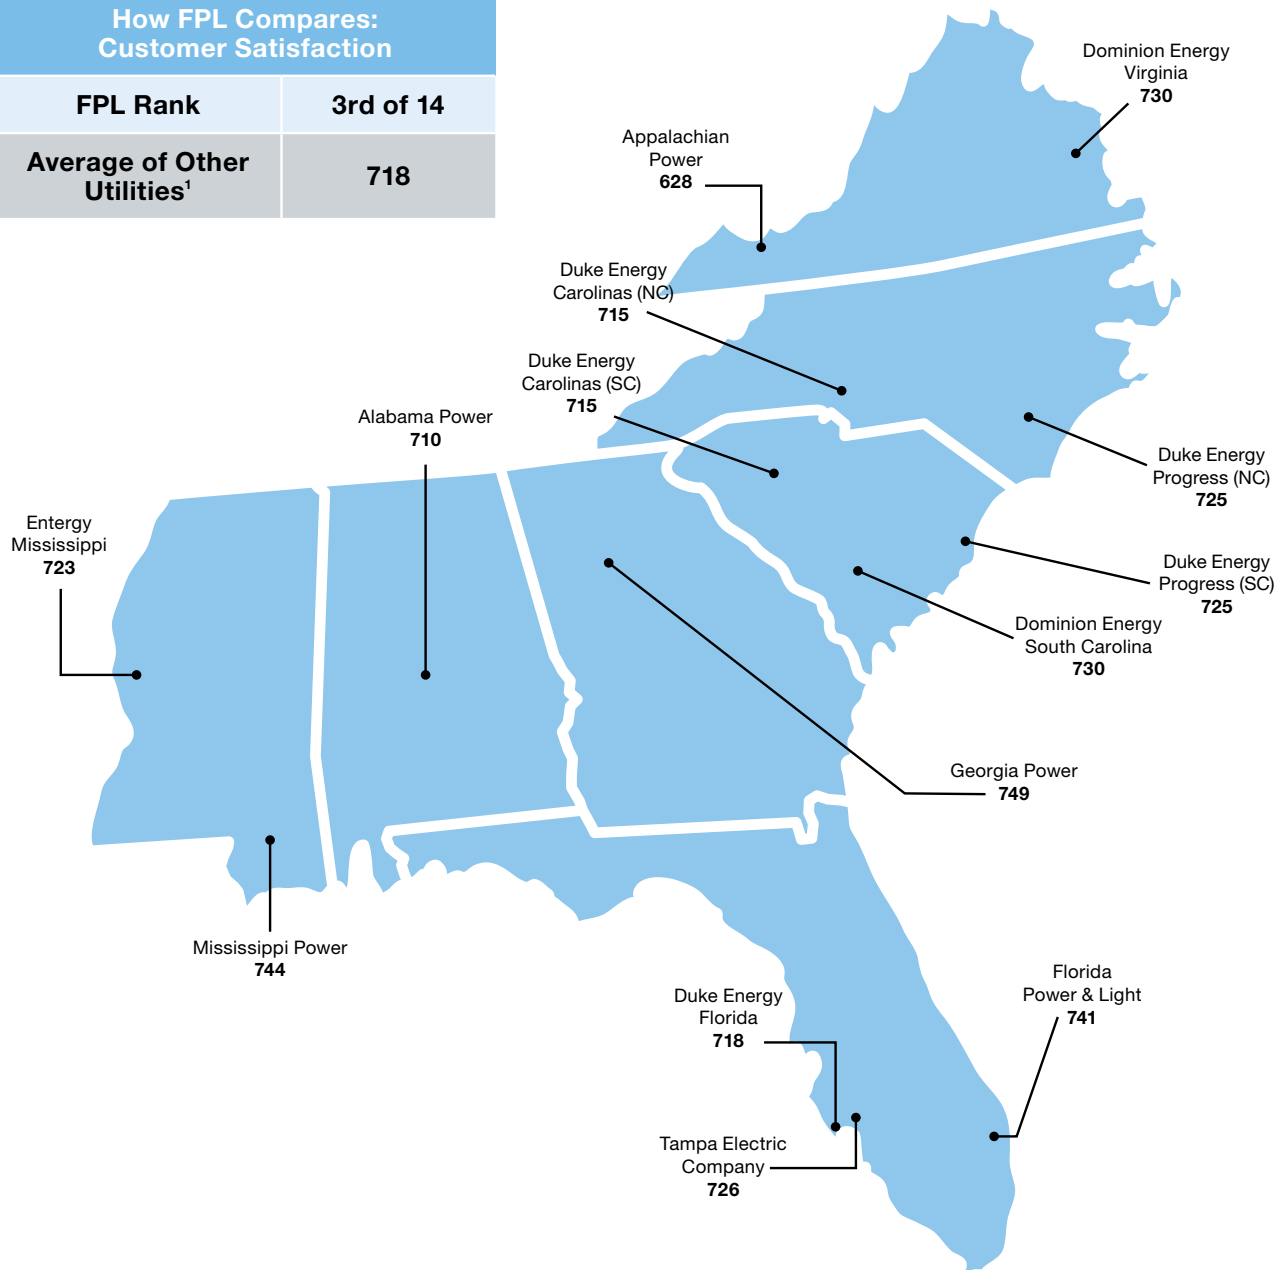 How FPL Compares:
Customer Satisfaction
FPL Rank
3rd of 14
Average of Other
Utilities¹
718
Dominion Energy
Virginia
730
Appalachian
Power
628
Duke Energy
Carolinas (NC)
715
Duke Energy
Carolinas (SC)
715
Alabama Power
710
Duke Energy
Progress (NC)
725
Entergy
Mississippi
723
Duke Energy
Progress (SC)
725
Dominion Energy
South Carolina
730
Georgia Power
749
Mississippi Power
744
Florida
Power & Light
741
Duke Energy
Florida
718
Tampa Electric
Company
726